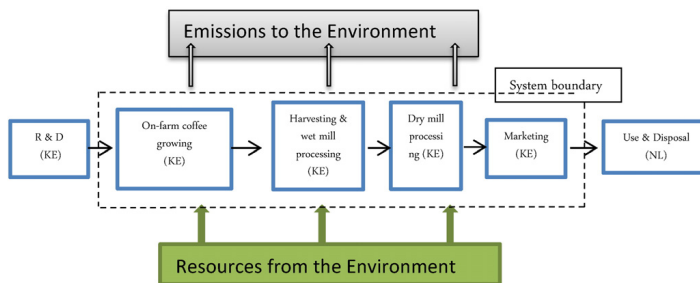 Emissions to the Environment
System boundary
R & D
(KE)
On-farm coffee
growing
(KE)
Harvesting &
wet mill
processing)
(KE)
Dry mill
processi
ng (KE)
Marketing
(KE)
Use & Disposal
(NL)
Resources from the Environment